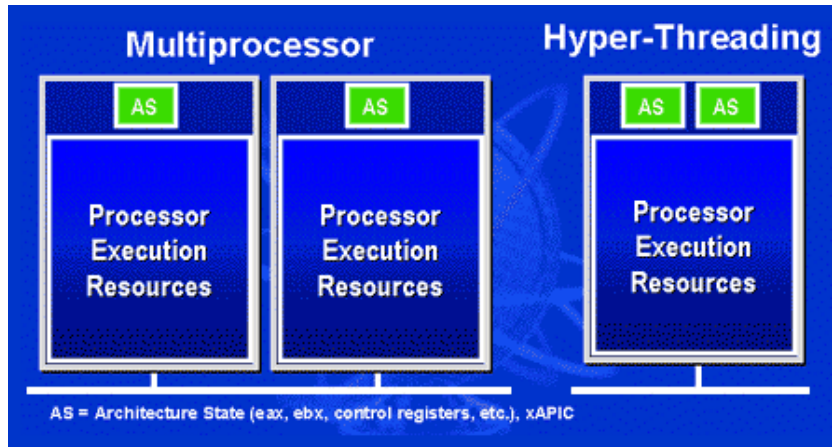 Multiprocessor
Hyper-Threading
AS
AS
AS
AS
Processor
Execution
Resources
Processor
Execution
Resources
Processor
Execution
Resources
AS = Architecture State (eax, ebx, control registers, etc.), xAPIC